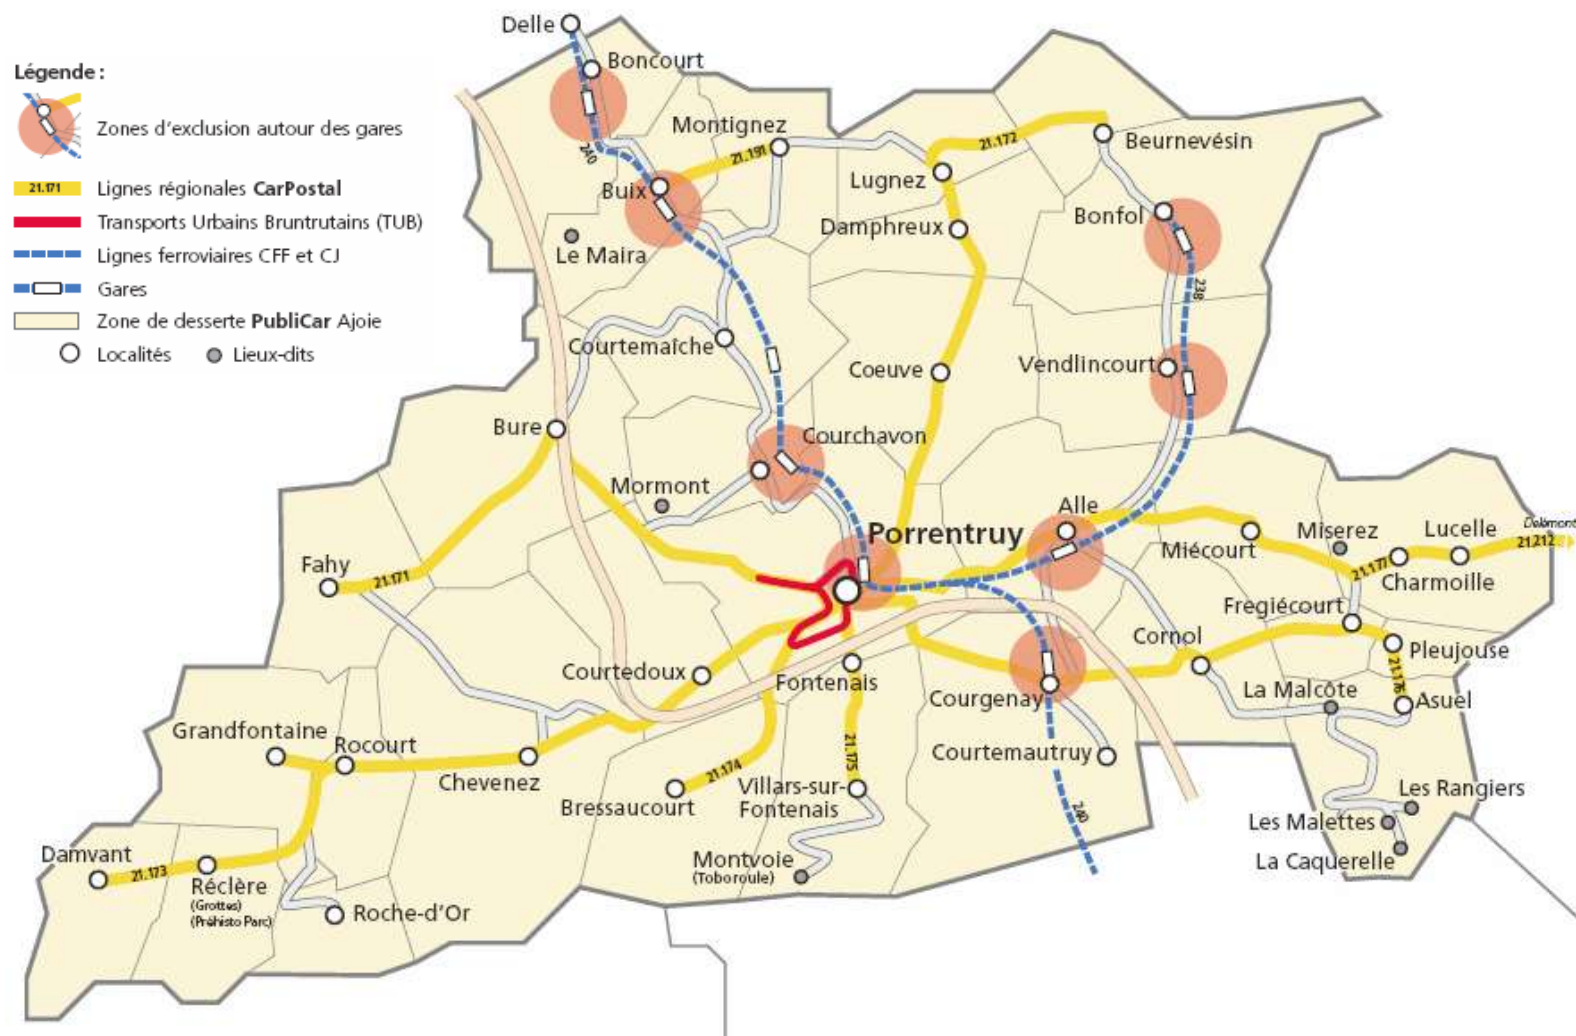 Delle
Boncourt
Légende :
Zones d'exclusion autour des gares
21.171
Lignes régionales CarPostal
Transports Urbains Bruntrutains (TUB)
Lignes ferroviaires CFF et CJ
Gares
Zone de desserte PubliCar Ajoie
Localités
Lieux-dits
240
Montignez
21.191
Buix
Le Maira
21.172
Beurnevésin
Lugnez
Damphreux
Bonfol
238
Courtemaîche
Coeuve
Vendlincourt
Bure
Courchavon
Mormont
Porrentruy
Alle
Miécourt
Miserez
Lucelle
Delémont
21.212
21.177
Charmoille
Fahy
21.171
Fregiécourt
Cornol
Pleujouse
21.176
Asuel
La Malcôte
Courtedoux
Fontenais
Courgenay
Courtemautruy
Grandfontaine
Rocourt
Chevenez
21.174
Bressaucourt
21.175
Villars-sur-
Fontenais
240
Les Rangiers
Les Malettes
La Caquerelle
Montvoie
(Toboroule)
Damvant
21.173
Réclère
(Grottes)
(Préhisto Parc)
Roche-d'Or